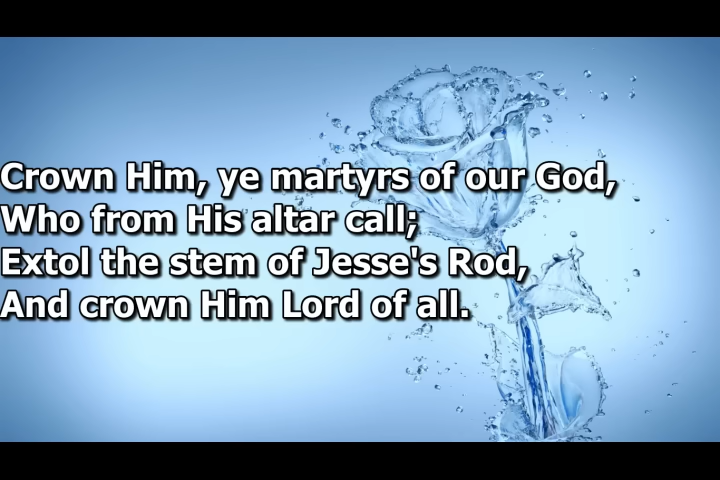 Crown Him, ye martyrs of our God,
Who from His altar call;
Extol the stem of Jesse's Rod,
And crown Him Lord of all.